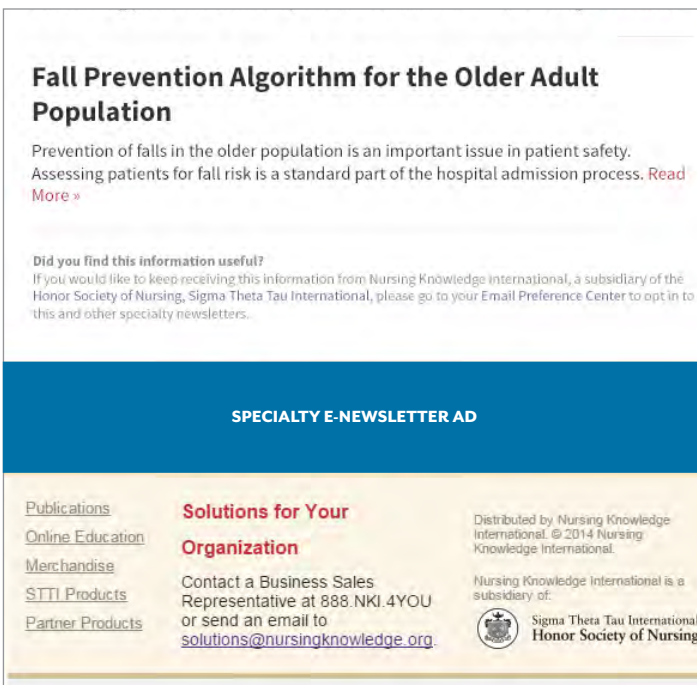 Fall Prevention Algorithm for the Older Adult
Population
Prevention of falls in the older population is an important issue in patient safety.
Assessing patients for fall risk is a standard part of the hospital admission process. Read
More »
Did you find this information useful?
If you would like to keep receiving this information from Nursing Knowledge International, a subsidiary of the
Honor Society of Nursing, Sigma Theta Tau International, please go to your Email Preference Center to opt in to
this and other specialty newsletters.
SPECIALTY E-NEWSLETTER AD
Publications
Online Education
Merchandise
STTI Products
Partner Products
Solutions for Your
Organization
Contact a Business Sales
Representative at 888.NKI.4YOU
or send an email to
solutions@nursingknowledge.org.
Distributed by Nursing Knowledge
International. © 2014 Nursing
Knowledge International.
Nursing Knowledge International is a
subsidiary of:
Sigma Theta Tau International
Honor Society of Nursing